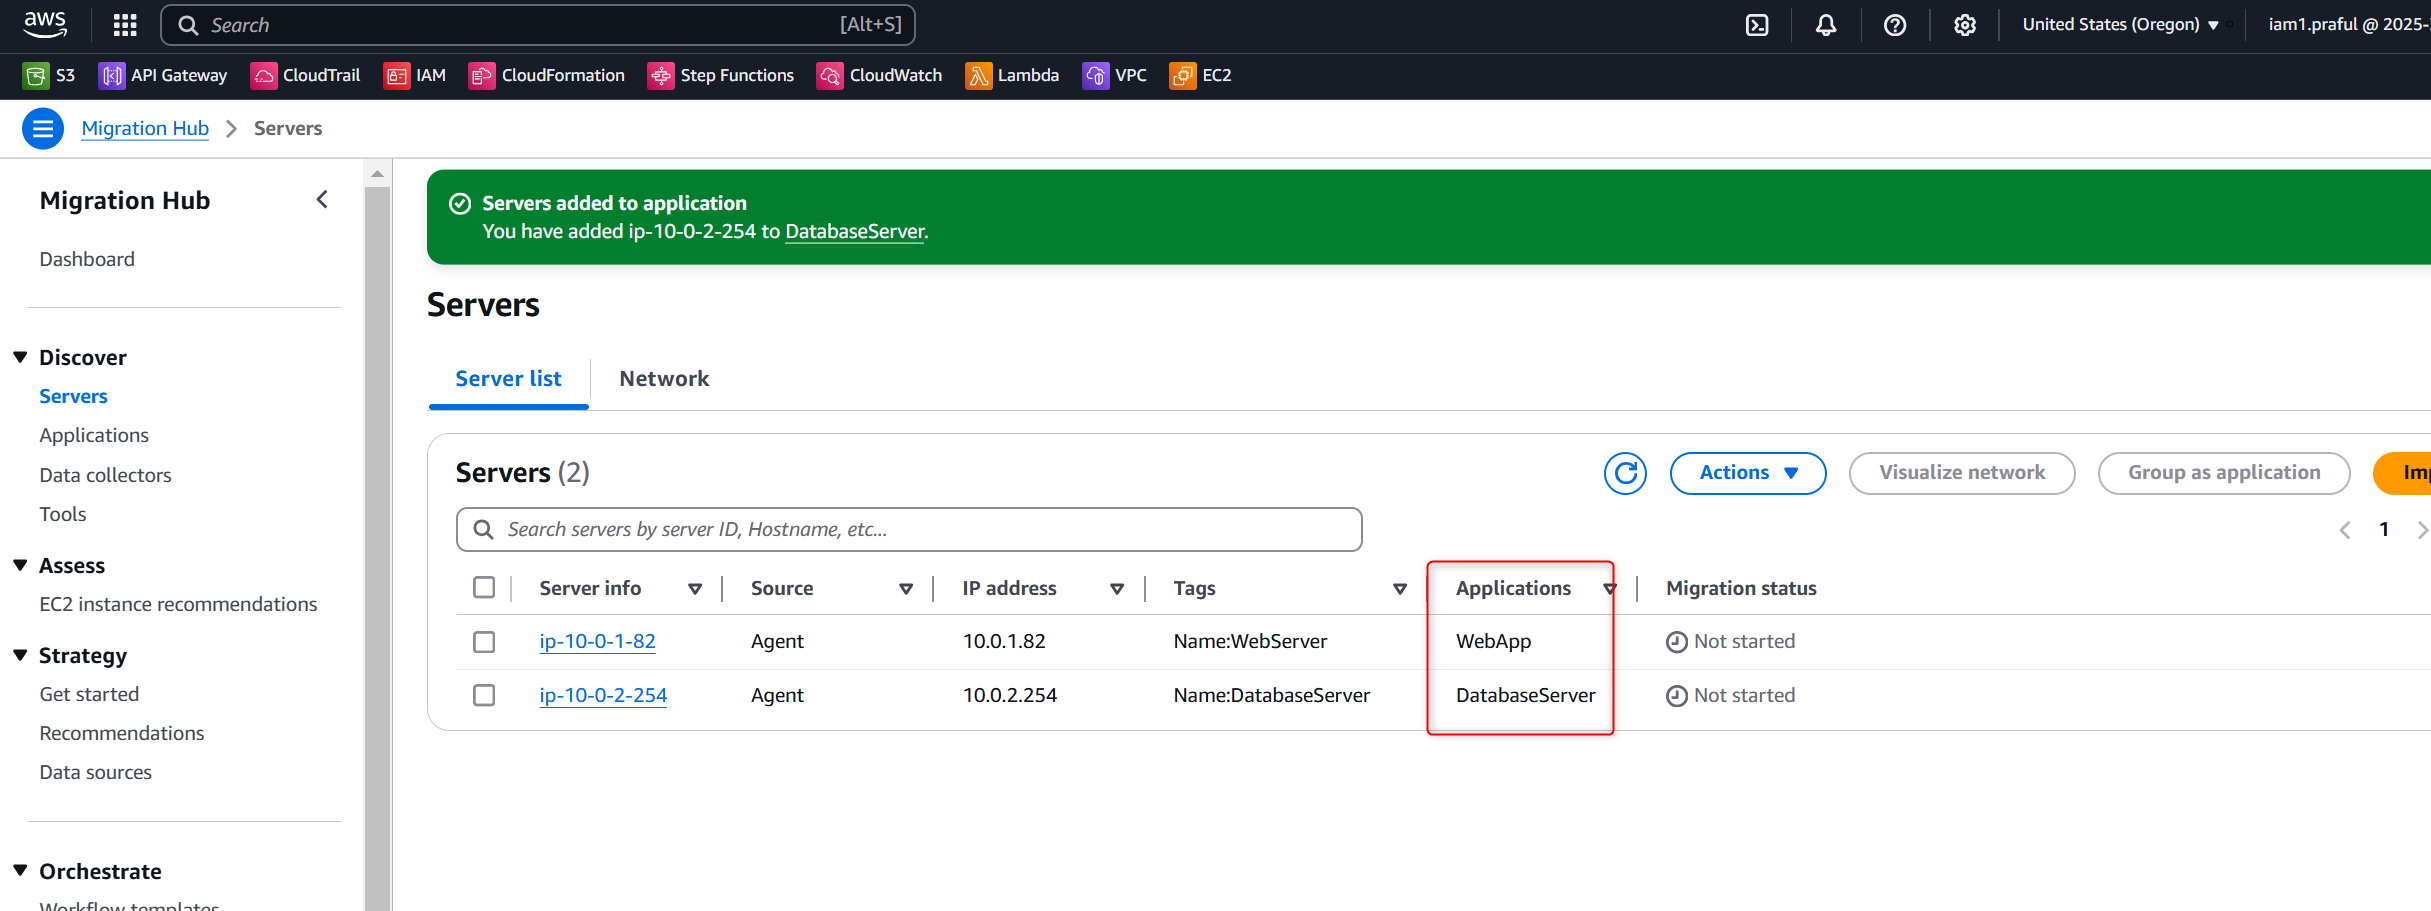 aws Search [Alt+S] United States (Oregon) iam1.praful @ 2025-
S3 API Gateway CloudTrail IAM CloudFormation Step Functions CloudWatch Lambda VPC EC2
Migration Hub Servers
Migration Hub
Dashboard
Discover
Servers
Applications
Data collectors
Tools
Assess
EC2 instance recommendations
Strategy
Get started
Recommendations
Data sources
Orchestrate
Workflow templates
Servers added to application
You have added ip-10-0-2-254 to DatabaseServer.
Servers
Server list Network
Servers (2) Actions Visualize network Group as application Imp
Search servers by server ID, Hostname, etc... 1
Server info Source IP address Tags Applications Migration status
ip-10-0-1-82 Agent 10.0.1.82 Name:WebServer WebApp Not started
ip-10-0-2-254 Agent 10.0.2.254 Name:DatabaseServer DatabaseServer Not started